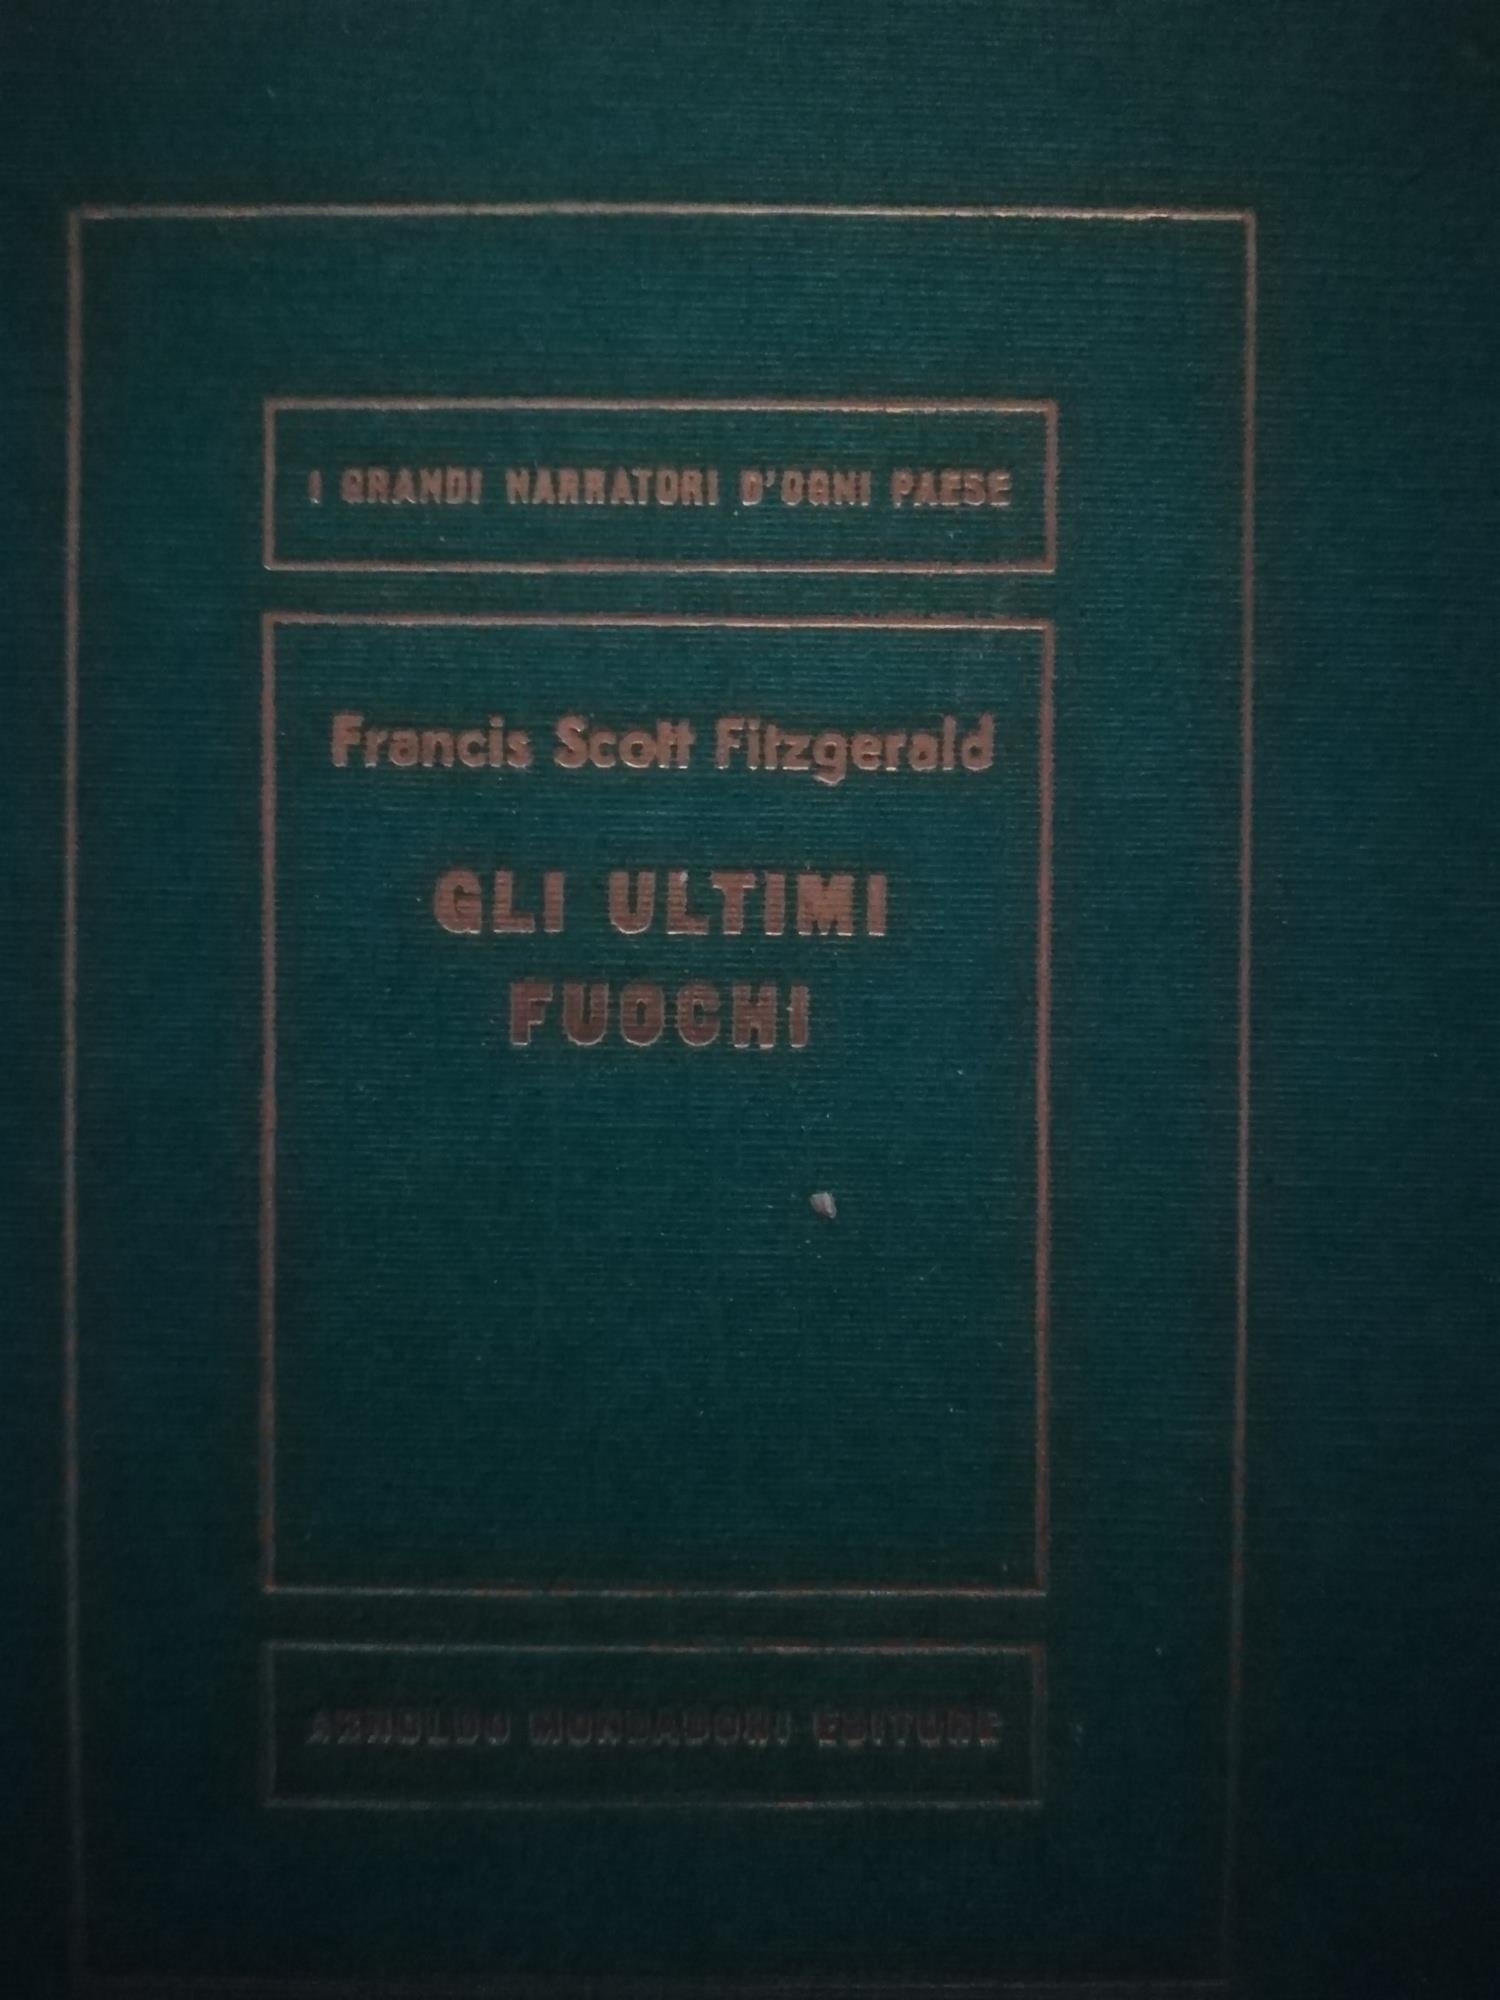 I GRANDI NARRATORI D'OGNI PAESE
Francis Scott Fitzgerald
GLI ULTIMI
FUOCHI
ARNOLDO MONDADORI EDITORE